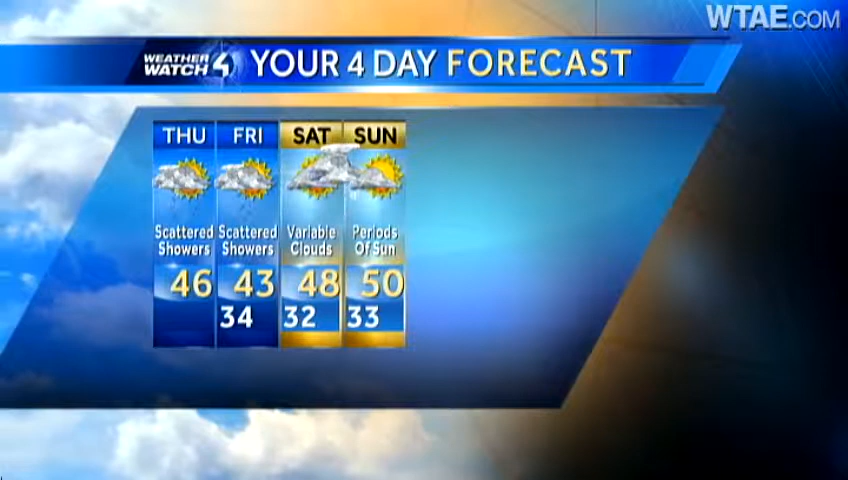 WTAE.COM
WEATHER
WATCH 4
YOUR 4 DAY FORECAST
THU FRI SAT SUN
Scattered Scattered Variable Periods
Showers Showers Clouds Of Sun
46 43 48 50
34 32 33